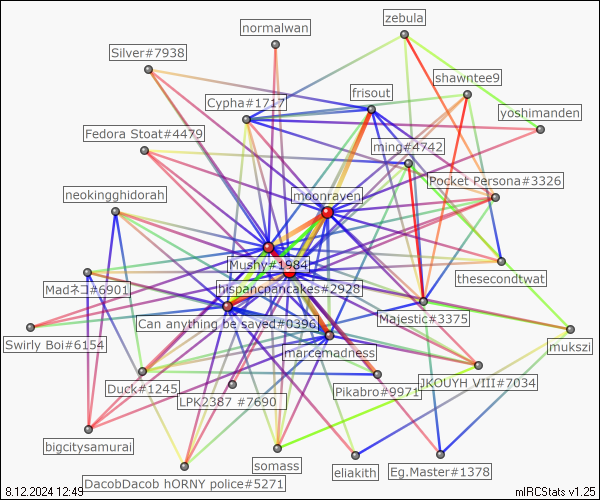 zebula
normalwan
Silver#7938
shawntee9
frisout
Cypha#1717
yoshimanden
Fedora Stoat#4479
ming#4742
Pocket Persona#3326
neokingghidorah
moonraven
Mushy#1984
thesecondtwat
hispancpancakes#2928
Madネコ#6901
Can anything be saved#0396
Majestic#3375
Swirly Boi#6154
marcemadness
mukszi
Duck#1245
JKOUYH VIII#7034
Pikabro#9971
LPK2387 #7690
bigcitysamurai
somass
eliakith
Eg.Master#1378
DacobDacob hORNY police#5271
8.12.2024 12:49
mIRCStats v1.25